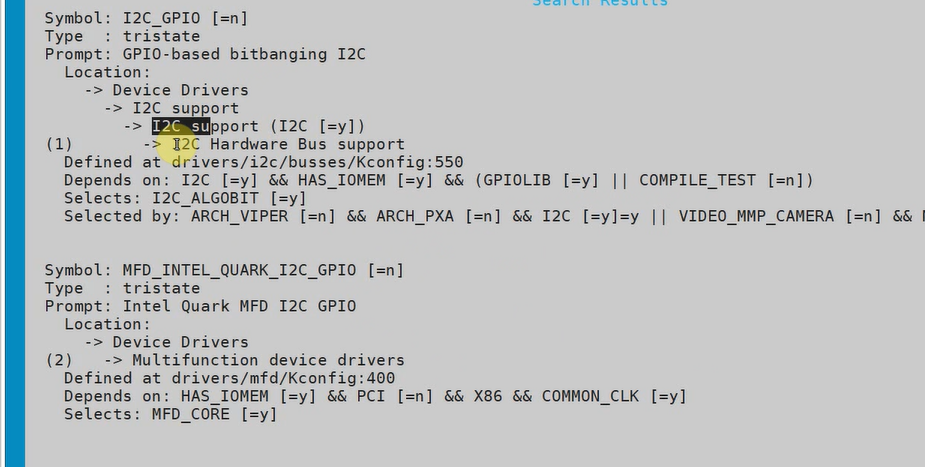 Search Results
Symbol: I2C_GPIO [=n]
Type  : tristate
Prompt: GPIO-based bitbanging I2C
  Location:
    -> Device Drivers
      -> I2C support
        -> I2C support (I2C [=y])
(1)       -> I2C Hardware Bus support
  Defined at drivers/i2c/busses/Kconfig:550
  Depends on: I2C [=y] && HAS_IOMEM [=y] && (GPIOLIB [=y] || COMPILE_TEST [=n])
  Selects: I2C_ALGOBIT [=y]
  Selected by: ARCH_VIPER [=n] && ARCH_PXA [=n] && I2C [=y]=y || VIDEO_MMP_CAMERA [=n] &&
Symbol: MFD_INTEL_QUARK_I2C_GPIO [=n]
Type  : tristate
Prompt: Intel Quark MFD I2C GPIO
  Location:
    -> Device Drivers
(2)   -> Multifunction device drivers
  Defined at drivers/mfd/Kconfig:400
  Depends on: HAS_IOMEM [=y] && PCI [=n] && X86 && COMMON_CLK [=y]
  Selects: MFD_CORE [=y]